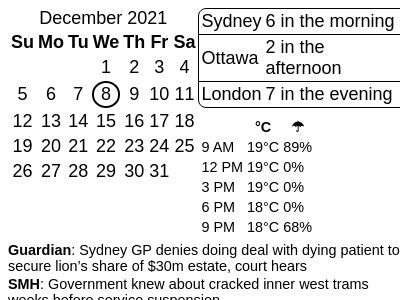 December 2021
Su Mo Tu We Th Fr Sa
1 2 3 4
5 6 7 8 9 10 11
12 13 14 15 16 17 18
19 20 21 22 23 24 25
26 27 28 29 30 31
Sydney 6 in the morning
Ottawa 2 in the
afternoon
London 7 in the evening
°C ☂
9 AM 19°C 89%
12 PM 19°C 0%
3 PM 19°C 0%
6 PM 18°C 0%
9 PM 18°C 68%
Guardian: Sydney GP denies doing deal with dying patient to
secure lion’s share of $30m estate, court hears
SMH: Government knew about cracked inner west trams
weeks before service suspension